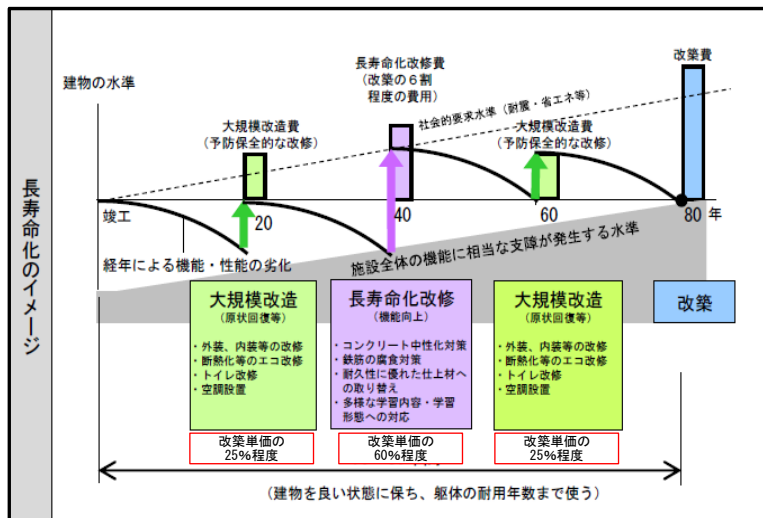 長寿命化のイメージ
建物の水準
長寿命化改修費
(改築の6割
程度の費用)
改築費
社会的要求水準(耐震・省エネ等)
大規模改造費
(予防保全的な改修)
大規模改造費
(予防保全的な改修)
竣工
20
40
60
80 年
経年による機能・性能の劣化
施設全体の機能に相当な支障が発生する水準
大規模改造
(原状回復等)
・外装、内装等の改修
・断熱化等のエコ改修
・トイレ改修
・空調設置
長寿命化改修
(機能向上)
・コンクリート中性化対策
・鉄筋の腐食対策
・耐久性に優れた仕上材へ
の取り替え
・多様な学習内容・学習
形態への対応
大規模改造
(原状回復等)
・外装、内装等の改修
・断熱化等のエコ改修
・トイレ改修
・空調設置
改築
改築単価の
25%程度
改築単価の
60%程度
改築単価の
25%程度
(建物を良い状態に保ち、躯体の耐用年数まで使う)